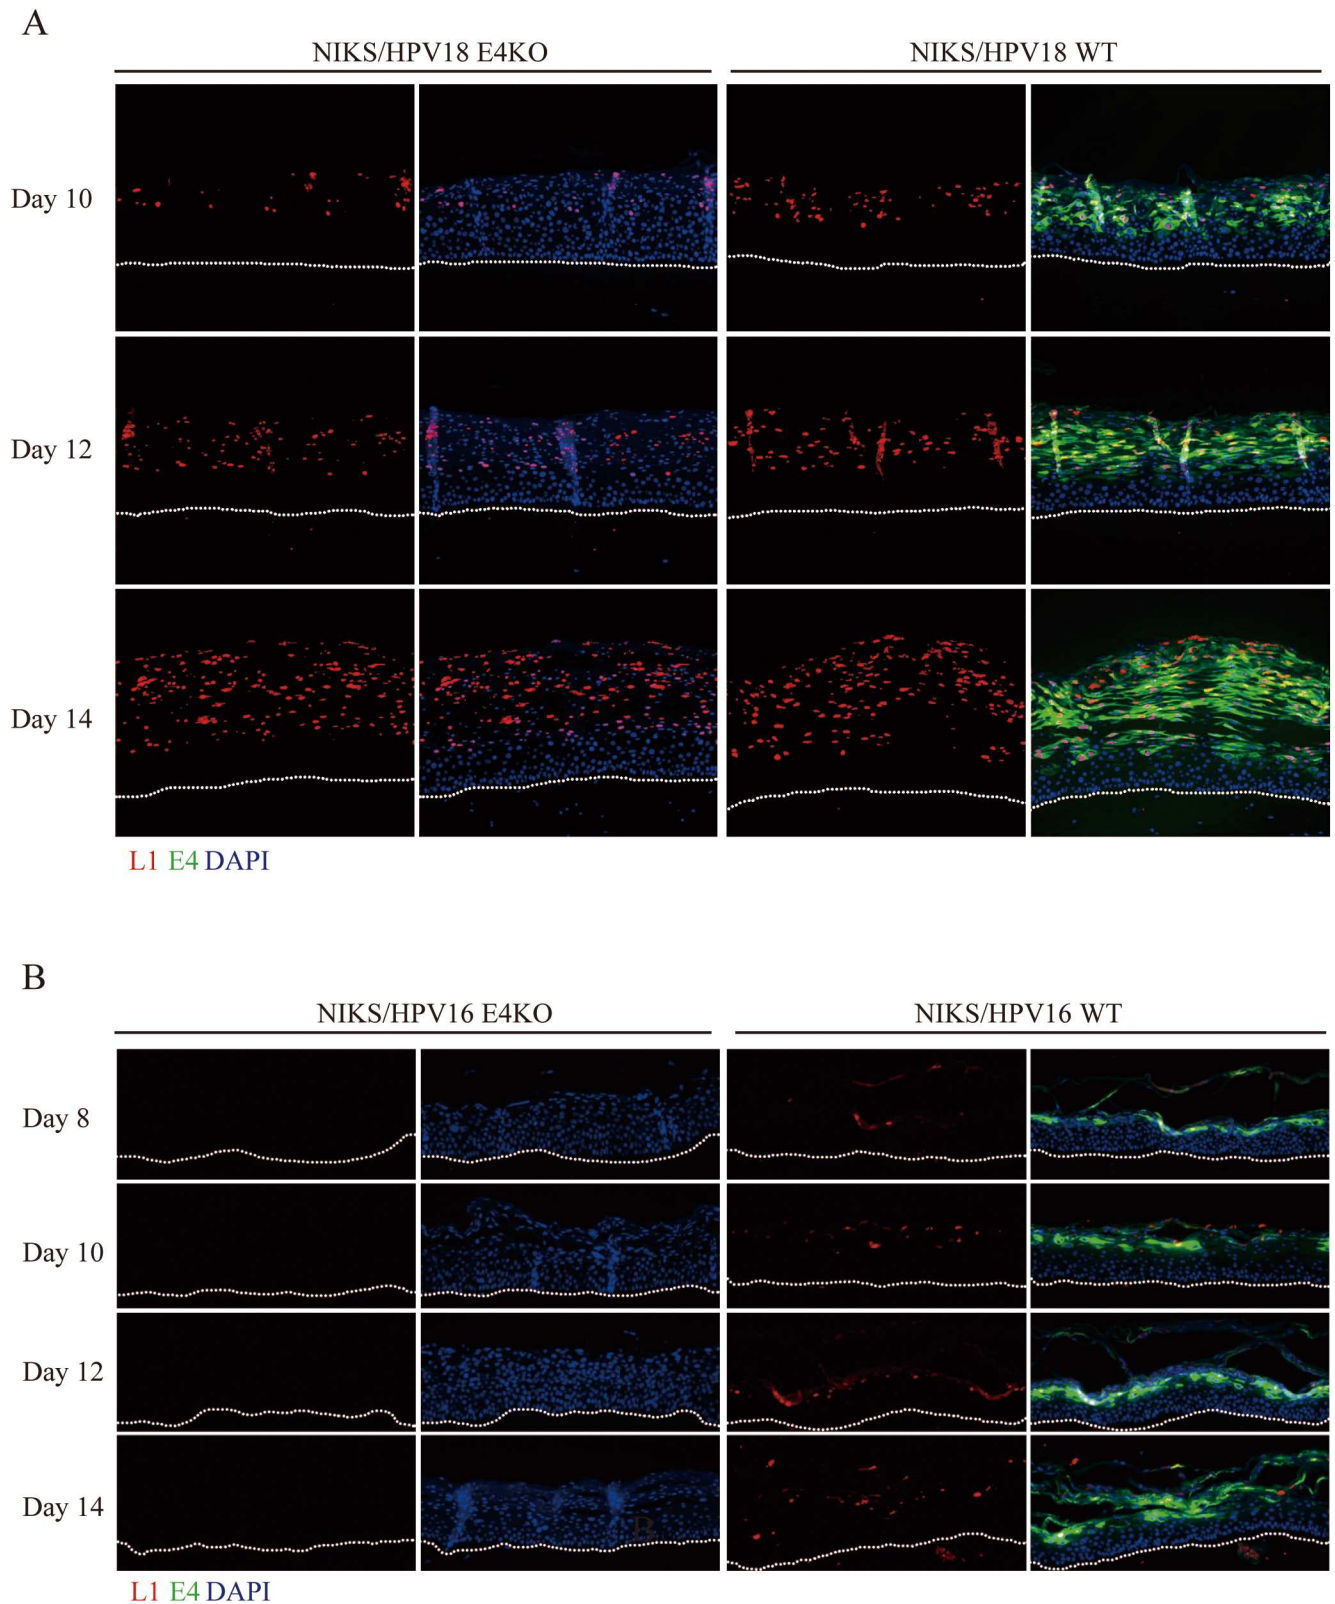 A
NIKS/HPV18 E4KO NIKS/HPV18 WT
Day 10
Day 12
Day 14
L1 E4 DAPI
B
NIKS/HPV16 E4KO NIKS/HPV16 WT
Day 8
Day 10
Day 12
Day 14
B
L1 E4 DAPI